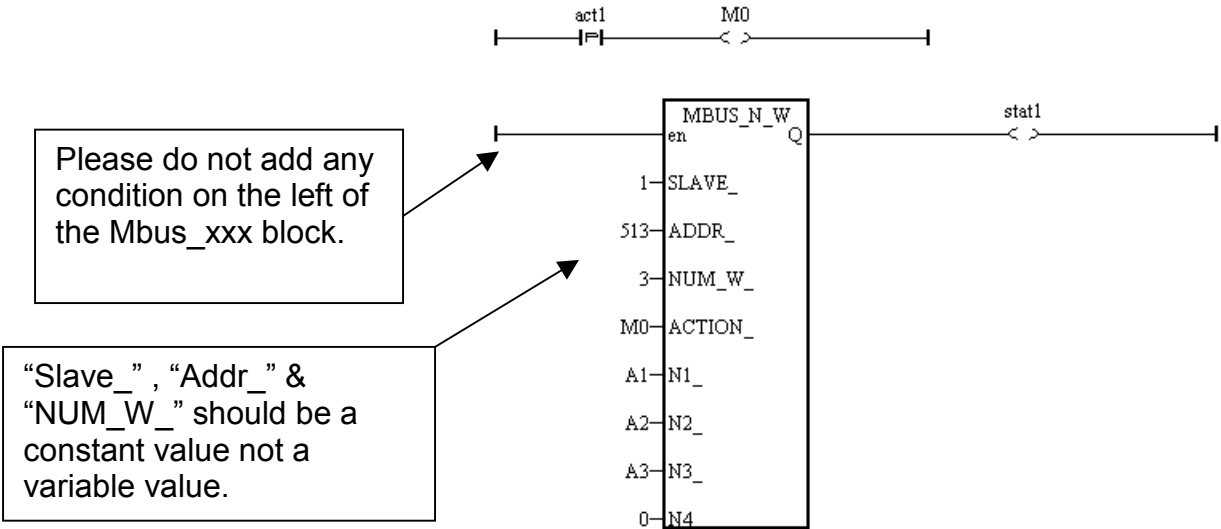 act1 M0
P
MBUS_N_W
en Q
stat1
Please do not add any
condition on the left of
the Mbus_xxx block.
1 SLAVE_
513 ADDR_
3 NUM_W_
M0 ACTION_
A1 N1_
A2 N2_
A3 N3_
0 N4
“Slave_” , “Addr_” &
“NUM_W_” should be a
constant value not a
variable value.